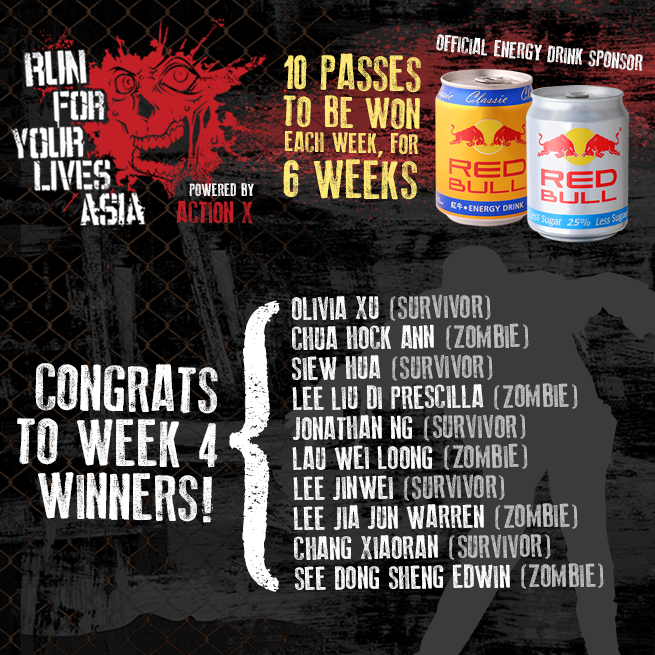 RUN
FOR
YOUR
LIVES
ASIA
POWERED BY
ACTION X
10 PASSES
TO BE WON
EACH WEEK, FOR
6 WEEKS
OFFICIAL ENERGY DRINK SPONSOR
Classic
RED
BULL
紅牛 • ENERGY DRINK
RED
BULL
Less Sugar 25% Less Sugar
CONGRATS
TO WEEK 4
WINNERS!
OLIVIA XU (SURVIVOR)
CHUA HOCK ANN (ZOMBIE)
SIEW HUA (SURVIVOR)
LEE LIU DI PRESCILLA (ZOMBIE)
JONATHAN NG (SURVIVOR)
LAU WEI LOONG (ZOMBIE)
LEE JINWEI (SURVIVOR)
LEE JIA JUN WARREN (ZOMBIE)
CHANG XIAORAN (SURVIVOR)
SEE DONG SHENG EDWIN (ZOMBIE)